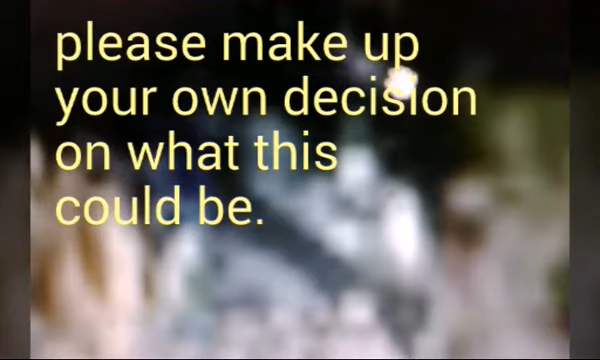 please make up
your own decision
on what this
could be.